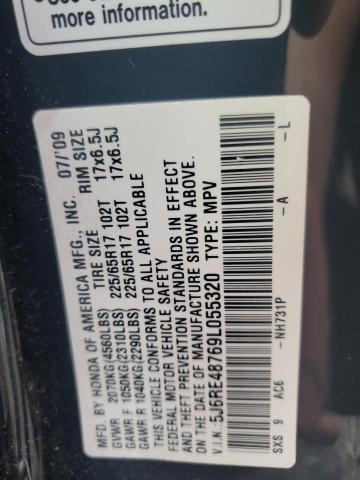 more information.
MFD. BY HONDA OF AMERICA MFG., INC. 07/'09
TIRE SIZE RIM SIZE
GVWR 2070KG(4560LBS) 225/65R17 102T 17x6.5J
GAWR F 1050KG(2310LBS) 225/65R17 102T 17x6.5J
GAWR R 1040KG(2290LBS)
THIS VEHICLE CONFORMS TO ALL APPLICABLE
FEDERAL MOTOR VEHICLE SAFETY, BUMPER,
AND THEFT PREVENTION STANDARDS IN EFFECT
ON THE DATE OF MANUFACTURE SHOWN ABOVE.
V.I.N.: 5J6RE48769L055320 TYPE: MPV
SXS 9 AC6 -NH731P -A -L